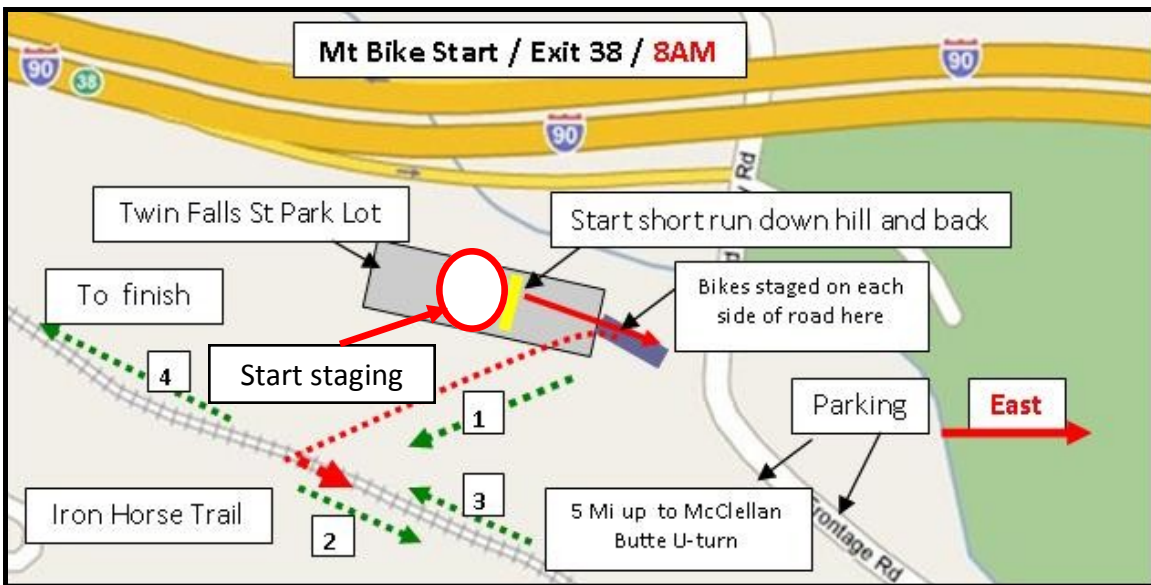 Mt Bike Start / Exit 38 / 8AM
90
38
90
90
Rd
Twin Falls St Park Lot
Start short run down hill and back
Bikes staged on each
side of road here
To finish
4
Start staging
1
Parking
East
3
Iron Horse Trail
2
5 Mi up to McClellan
Butte U-turn
Frontage Rd